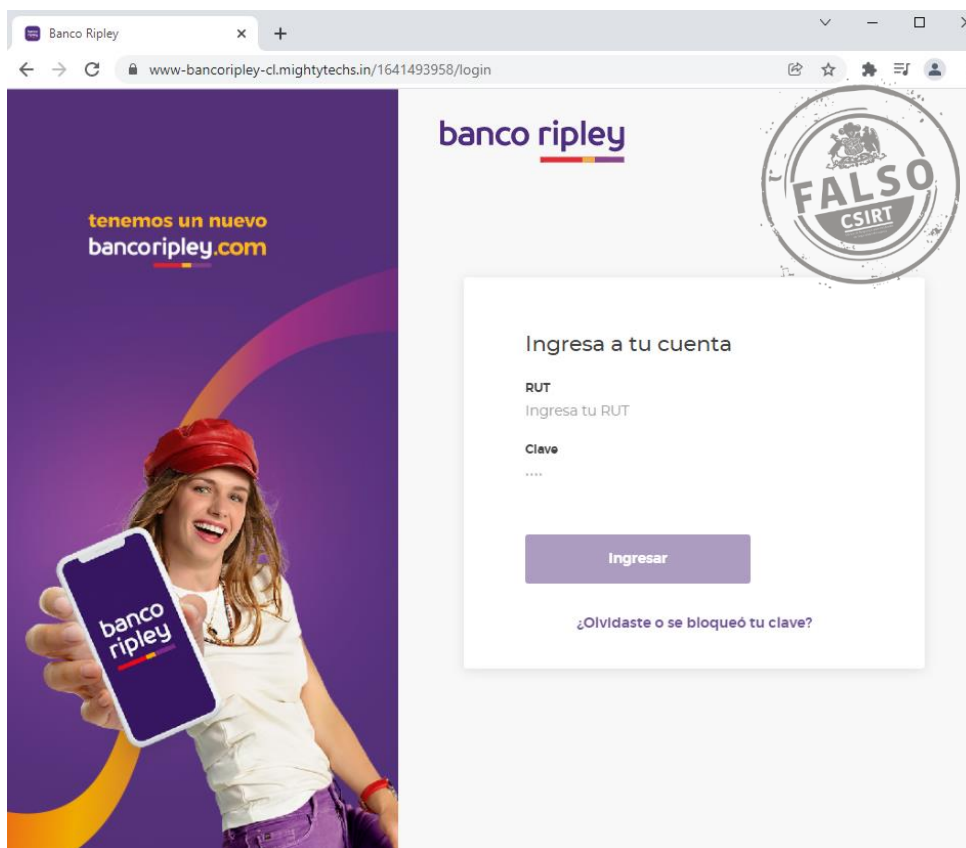 Banco Ripley
www-bancoripley-cl.mightytechs.in/1641493958/login
banco ripley
FALSO
CSIRT
tenemos un nuevo
bancoripley.com
Ingresa a tu cuenta
RUT
Ingresa tu RUT
Clave
....
Ingresar
¿Olvidaste o se bloqueó tu clave?
banco
ripley